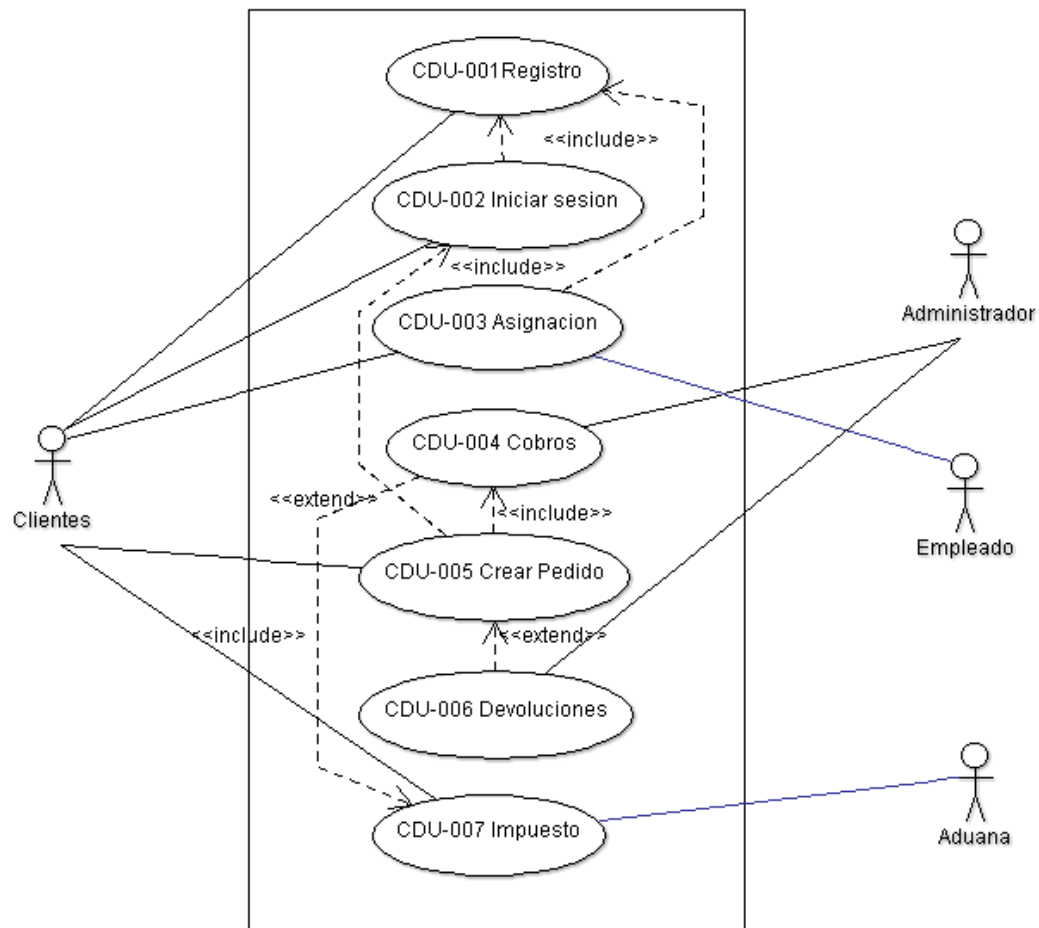 CDU-001Registro
<<include>>
CDU-002 Iniciar sesion
<<include>>
CDU-003 Asignacion
Administrador
CDU-004 Cobros
<<extend>>
<<include>>
Clientes
Empleado
CDU-005 Crear Pedido
<<include>>
<<extend>>
CDU-006 Devoluciones
CDU-007 Impuesto
Aduana